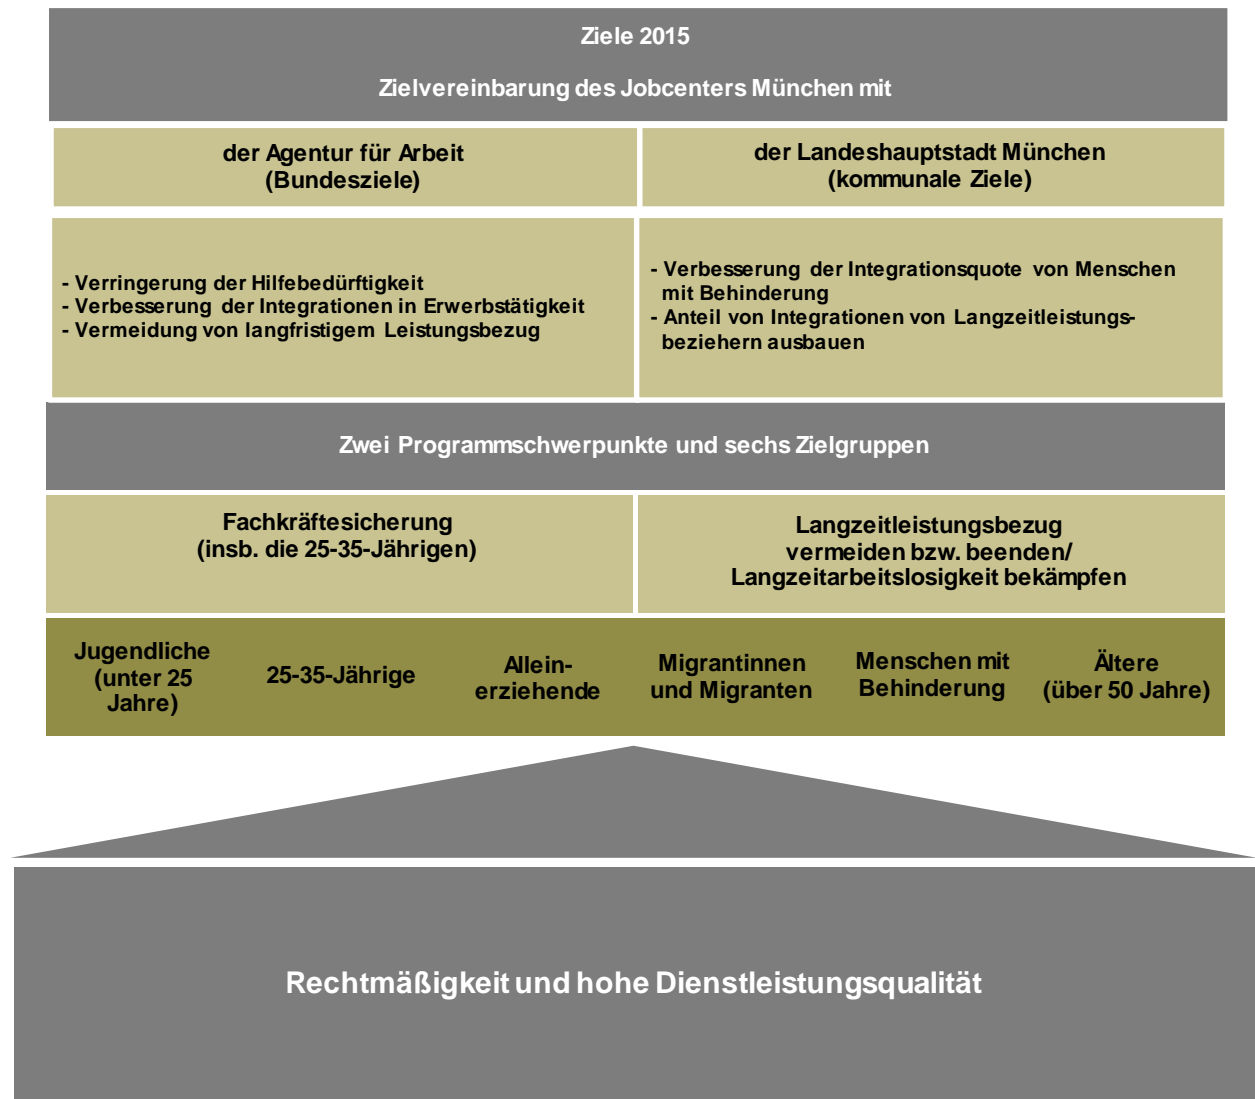 Ziele 2015
Zielvereinbarung des Jobcenters München mit
der Agentur für Arbeit
(Bundesziele)
der Landeshauptstadt München
(kommunale Ziele)
- Verringerung der Hilfebedürftigkeit
- Verbesserung der Integrationen in Erwerbstätigkeit
- Vermeidung von langfristigem Leistungsbezug
- Verbesserung der Integrationsquote von Menschen
mit Behinderung
- Anteil von Integrationen von Langzeitleistungs-
beziehern ausbauen
Zwei Programmschwerpunkte und sechs Zielgruppen
Fachkräftesicherung
(insb. die 25-35-Jährigen)
Langzeitleistungsbezug
vermeiden bzw. beenden/
Langzeitarbeitslosigkeit bekämpfen
Jugendliche
(unter 25
Jahre)
25-35-Jährige
Allein-
erziehende
Migrantinnen
und Migranten
Menschen mit
Behinderung
Ältere
(über 50 Jahre)
Rechtmäßigkeit und hohe Dienstleistungsqualität